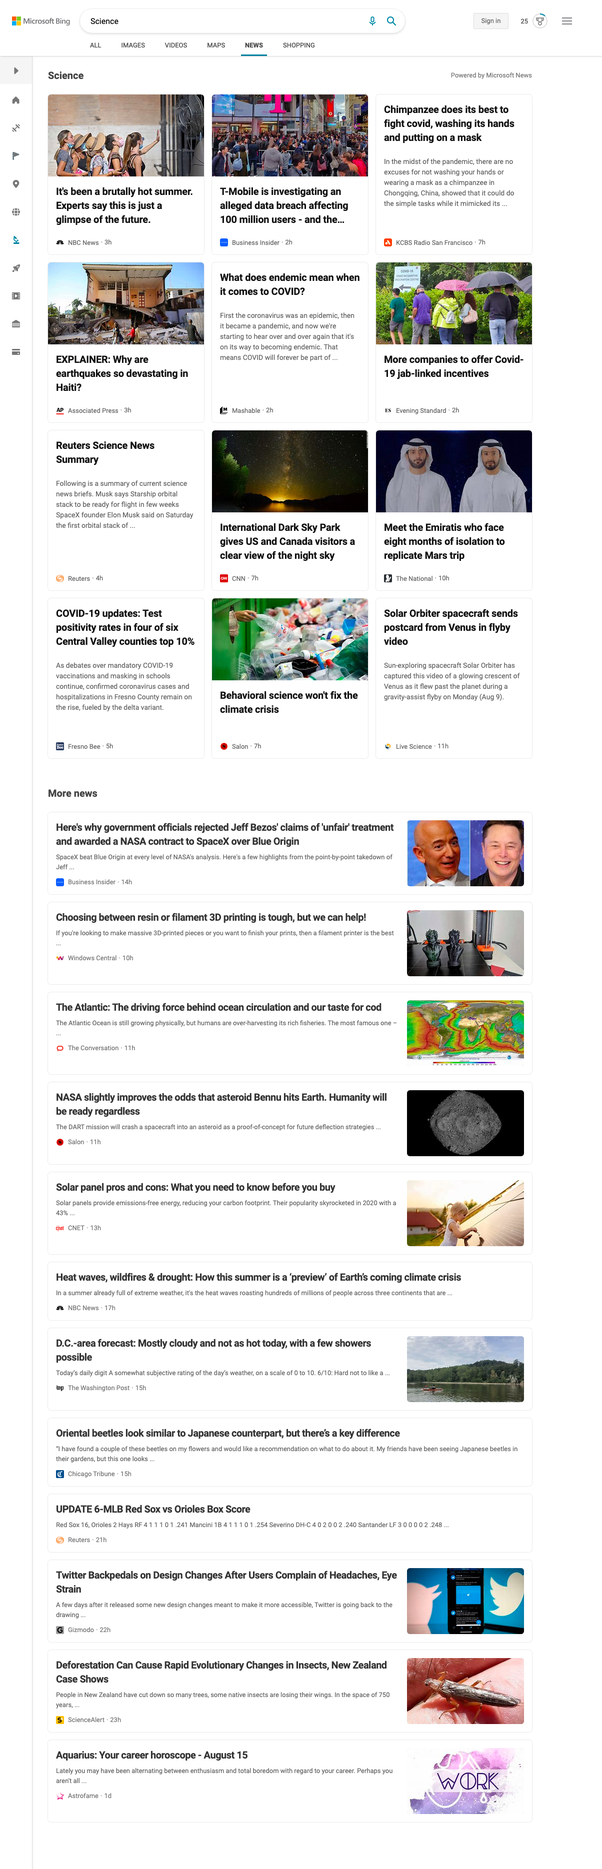 Microsoft Bing
Science
Sign in
25
ALL IMAGES VIDEOS MAPS NEWS SHOPPING
Science
Powered by Microsoft News
It's been a brutally hot summer.
Experts say this is just a
glimpse of the future.
NBC News · 3h
T-Mobile is investigating an
alleged data breach affecting
100 million users - and the...
Business Insider · 2h
Chimpanzee does its best to
fight covid, washing its hands
and putting on a mask
In the midst of the pandemic, there are no
excuses for not washing your hands or
wearing a mask as a chimpanzee in
Chongqing, China, showed that it could do
the simple tasks while it mimicked its ...
KCBS Radio San Francisco · 7h
EXPLAINER: Why are
earthquakes so devastating in
Haiti?
AP Associated Press · 3h
What does endemic mean when
it comes to COVID?
First the coronavirus was an epidemic, then
it became a pandemic, and now we're
starting to hear over and over again that it's
on its way to becoming endemic. That
means COVID will forever be part of ...
Mashable · 2h
More companies to offer Covid-
19 jab-linked incentives
ES Evening Standard · 2h
Reuters Science News
Summary
Following is a summary of current science
news briefs. Musk says Starship orbital
stack to be ready for flight in few weeks
SpaceX founder Elon Musk said on Saturday
the first orbital stack of ...
Reuters · 4h
International Dark Sky Park
gives US and Canada visitors a
clear view of the night sky
CNN · 7h
Meet the Emiratis who face
eight months of isolation to
replicate Mars trip
The National · 10h
COVID-19 updates: Test
positivity rates in four of six
Central Valley counties top 10%
As debates over mandatory COVID-19
vaccinations and masking in schools
continue, confirmed coronavirus cases and
hospitalizations in Fresno County remain on
the rise, fueled by the delta variant.
Fresno Bee · 5h
Behavioral science won't fix the
climate crisis
Salon · 7h
Solar Orbiter spacecraft sends
postcard from Venus in flyby
video
Sun-exploring spacecraft Solar Orbiter has
captured this video of a glowing crescent of
Venus as it flew past the planet during a
gravity-assist flyby on Monday (Aug 9).
Live Science · 11h
More news
Here's why government officials rejected Jeff Bezos' claims of 'unfair' treatment
and awarded a NASA contract to SpaceX over Blue Origin
SpaceX beat Blue Origin at every level of NASA's analysis. Here's a few highlights from the point-by-point takedown of
Jeff ...
Business Insider · 14h
Choosing between resin or filament 3D printing is tough, but we can help!
If you're looking to make massive 3D-printed pieces or you want to finish your prints, then a filament printer is the best
...
Windows Central · 10h
The Atlantic: The driving force behind ocean circulation and our taste for cod
The Atlantic Ocean is still growing physically, but humans are over-harvesting its rich fisheries. The most famous one –
...
The Conversation · 11h
NASA slightly improves the odds that asteroid Bennu hits Earth. Humanity will
be ready regardless
The DART mission will crash a spacecraft into an asteroid as a proof-of-concept for future deflection strategies ...
Salon · 11h
Solar panel pros and cons: What you need to know before you buy
Solar panels provide emissions-free energy, reducing your carbon footprint. Their popularity skyrocketed in 2020 with a
43% ...
CNET · 13h
Heat waves, wildfires & drought: How this summer is a 'preview' of Earth's coming climate crisis
In a summer already full of extreme weather, it's the heat waves roasting hundreds of millions of people across three continents that are ...
NBC News · 17h
D.C.-area forecast: Mostly cloudy and not as hot today, with a few showers
possible
Today's daily digit A somewhat subjective rating of the day's weather, on a scale of 0 to 10. 6/10: Hard not to like a ...
The Washington Post · 15h
Oriental beetles look similar to Japanese counterpart, but there's a key difference
"I have found a couple of these beetles on my flowers and would like a recommendation on what to do about it. My friends have been seeing Japanese beetles in
their gardens, but this one looks ...
Chicago Tribune · 15h
UPDATE 6-MLB Red Sox vs Orioles Box Score
Red Sox 16, Orioles 2 Hays RF 4 1 1 1 0 1 .241 Mancini 1B 4 1 1 1 0 1 .254 Severino DH-C 4 0 2 0 0 2 .240 Santander LF 3 0 0 0 0 2 .248 ...
Reuters · 21h
Twitter Backpedals on Design Changes After Users Complain of Headaches, Eye
Strain
A few days after it released some new design changes meant to make it more accessible, Twitter is going back to the
drawing ...
Gizmodo · 22h
Deforestation Can Cause Rapid Evolutionary Changes in Insects, New Zealand
Case Shows
People in New Zealand have cut down so many trees, some native insects are losing their wings. In the space of 750
years, ...
ScienceAlert · 23h
Aquarius: Your career horoscope - August 15
Lately you may have been alternating between enthusiasm and total boredom with regard to your career. Perhaps you
aren't all ...
Astrofame · 1d
WORK